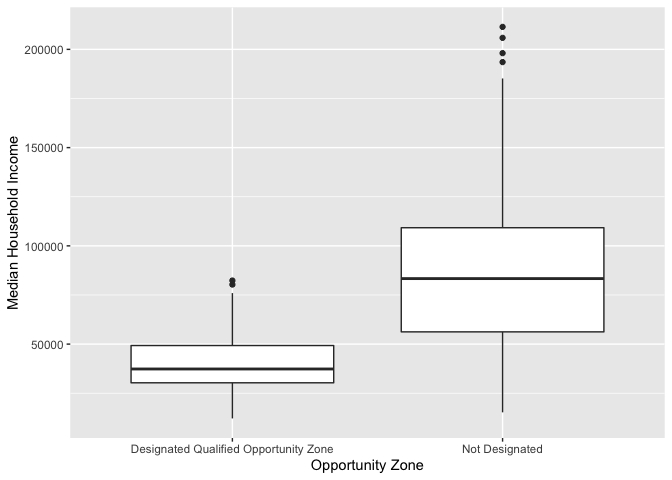 200000
150000
100000
50000
Median Household Income
Designated Qualified Opportunity Zone
Not Designated
Opportunity Zone